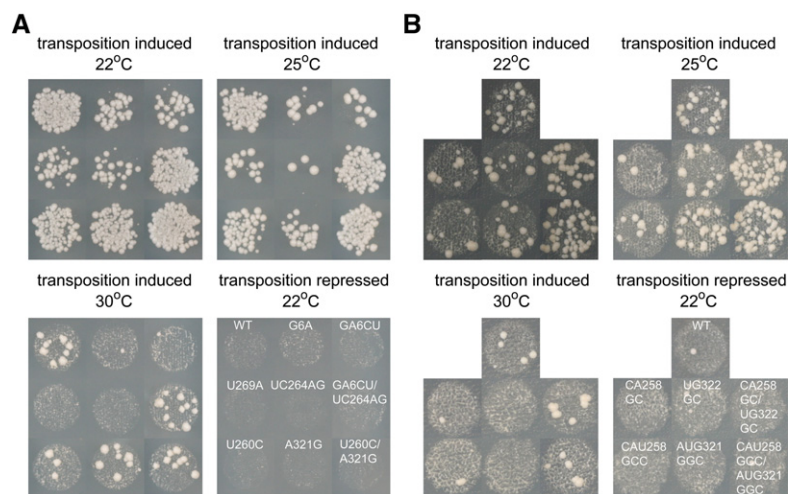 A
transposition induced
22°C
transposition induced
25°C
transposition induced
30°C
transposition repressed
22°C
WT G6A GA6CU
U269A UC264AG GA6CU/
UC264AG
U260C A321G U260C/
A321G
B
transposition induced
22°C
transposition induced
25°C
transposition induced
30°C
transposition repressed
22°C
WT
CA258
GC
UG322
GC
CA258
GC/
UG322
GC
CAU258
GCC
AUG321
GGC
CAU258
GGC/
AUG321
GGC